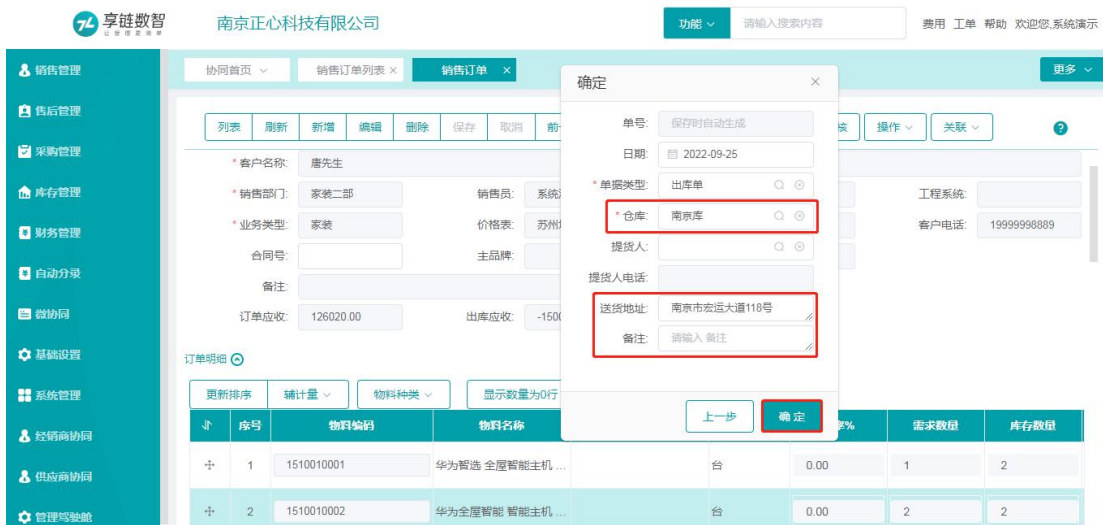 享链数智
让管理更简单
南京正心科技有限公司
功能
请输入搜索内容
费用 工单 帮助 欢迎您,系统演示
销售管理
售后管理
采购管理
库存管理
财务管理
自动分录
微协同
基础设置
系统管理
经销商协同
供应商协同
管理驾驶舱
协同首页
销售订单列表 ×
销售订单 ×
更多
列表 刷新 新增 编辑 删除 保存 取消
操作 关联
* 客户名称: 唐先生
* 销售部门: 家装二部 销售员: 工程系统:
* 业务类型: 家装 价格表: 客户电话: 19999998889
合同号: 主品牌:
备注:
订单应收: 126020.00 出库应收:
订单明细
更新排序 辅计量 物料种类 显示数量为0行
序号 物料编码 物料名称 需求数量 库存数量
1 1510010001 华为智选 全屋智能主机 ... 台 0.00 1 2
2 1510010002 华为全屋智能 智能主机 ... 台 0.00 2 2
确定 ×
单号: 保存时自动生成
日期: 2022-09-25
* 单据类型: 出库单
* 仓库: 南京库
提货人:
提货人电话:
送货地址: 南京市宏运大道118号
备注: 请输入 备注
上一步 确定